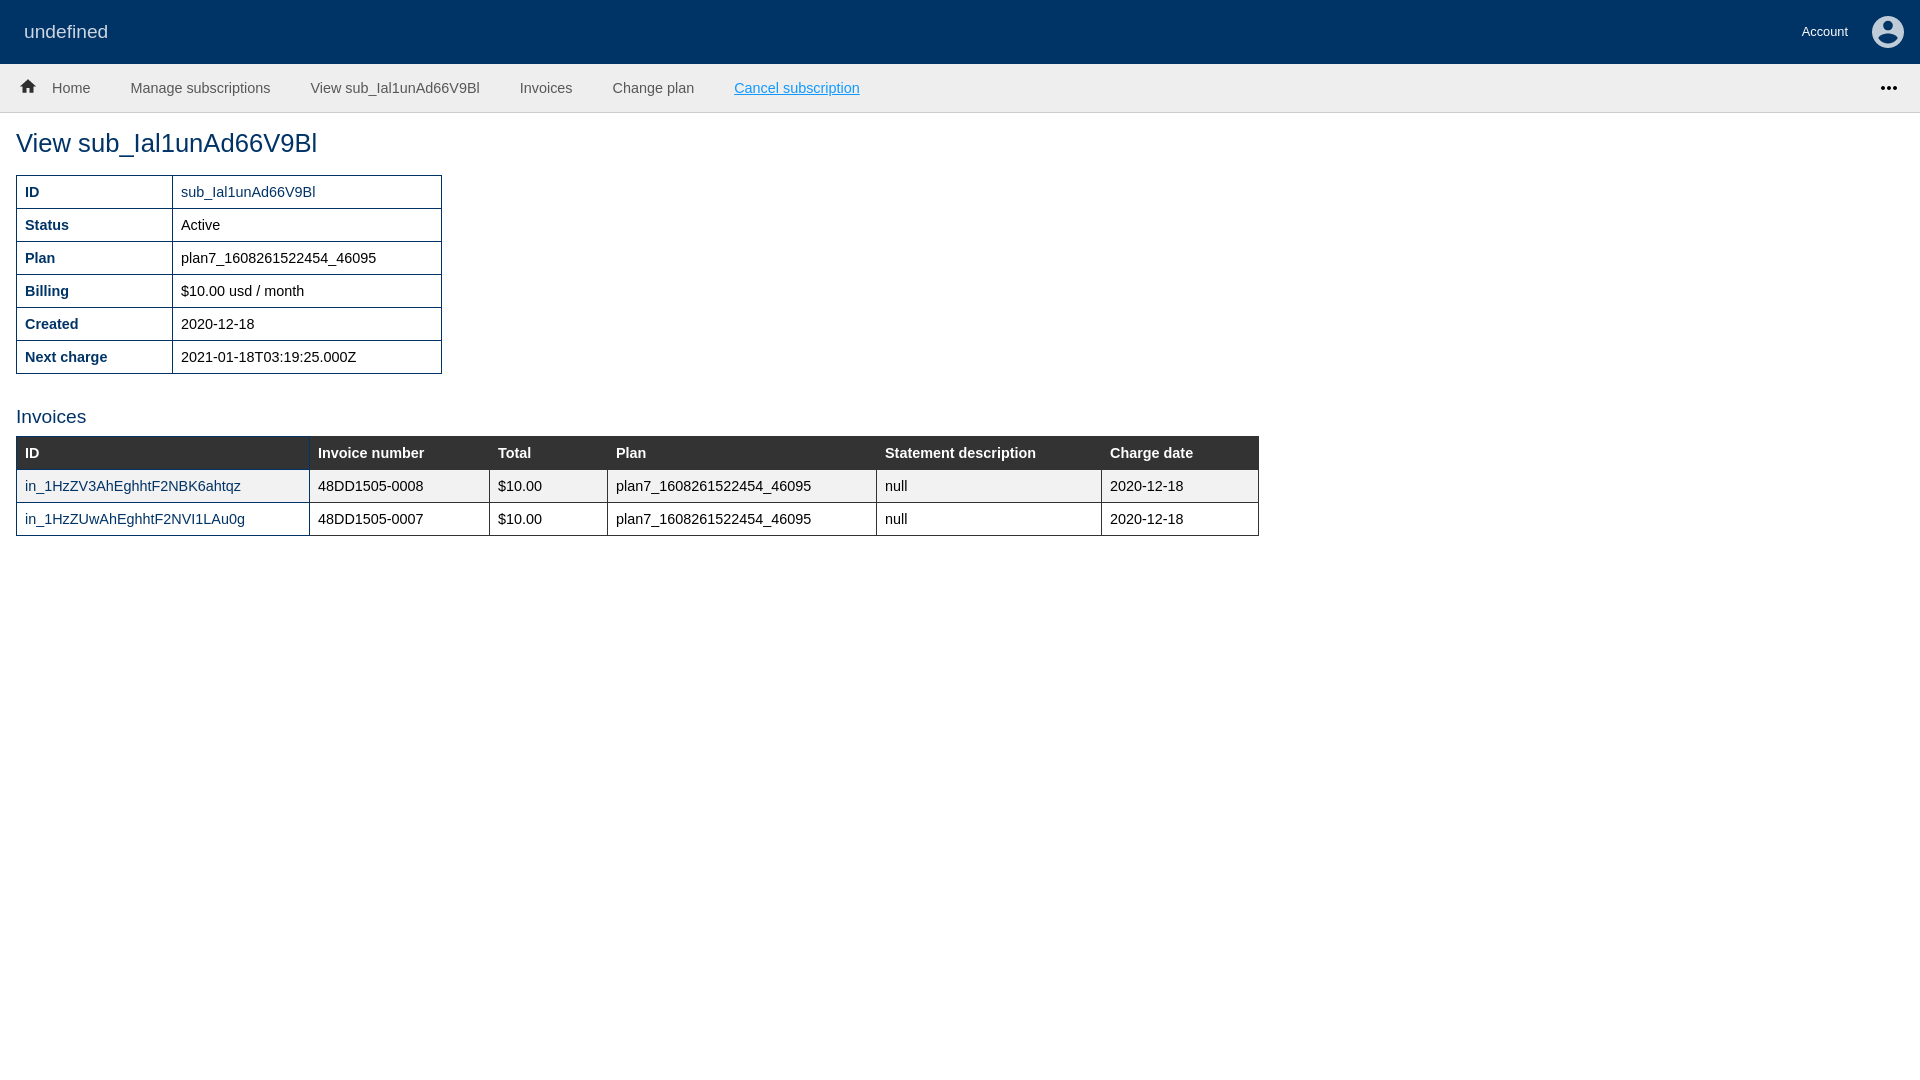 undefined
Account
Home Manage subscriptions View sub_Ial1unAd66V9Bl Invoices Change plan Cancel subscription
View sub_Ial1unAd66V9Bl
ID sub_Ial1unAd66V9Bl
Status Active
Plan plan7_1608261522454_46095
Billing $10.00 usd / month
Created 2020-12-18
Next charge 2021-01-18T03:19:25.000Z
Invoices
ID Invoice number Total Plan Statement description Charge date
in_1HzZV3AhEghhtF2NBK6ahtqz 48DD1505-0008 $10.00 plan7_1608261522454_46095 null 2020-12-18
in_1HzZUwAhEghhtF2NVI1LAu0g 48DD1505-0007 $10.00 plan7_1608261522454_46095 null 2020-12-18